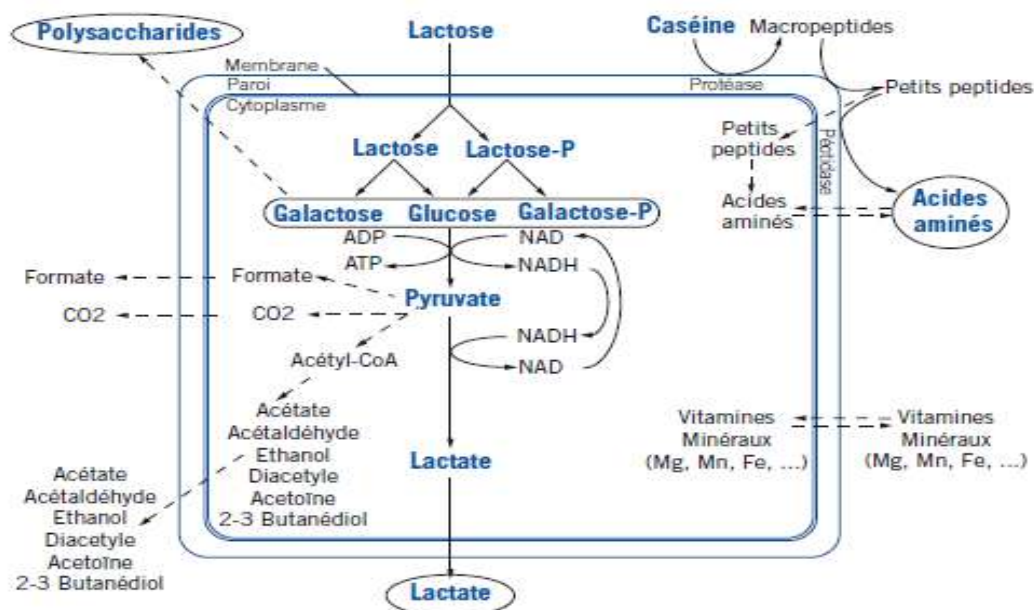 Polysaccharides
Lactose
Caséine Macropeptides
Membrane
Paroi
Cytoplasme
Protéase
Petits peptides
Petits
peptides
Peptidase
Lactose Lactose-P
Acides
aminés
Acides
aminés
Galactose Glucose Galactose-P
ADP NAD
ATP NADH
Formate Formate
Pyruvate
CO2 CO2
NADH
Acétyl-CoA NAD
Acétate
Acétaldéhyde
Ethanol
Diacetyle
Acetoïne
2-3 Butanédiol
Vitamines
Minéraux
(Mg, Mn, Fe, ...)
Vitamines
Minéraux
(Mg, Mn, Fe, ...)
Lactate
Acétate
Acétaldéhyde
Ethanol
Diacetyle
Acetoïne
2-3 Butanédiol
Lactate